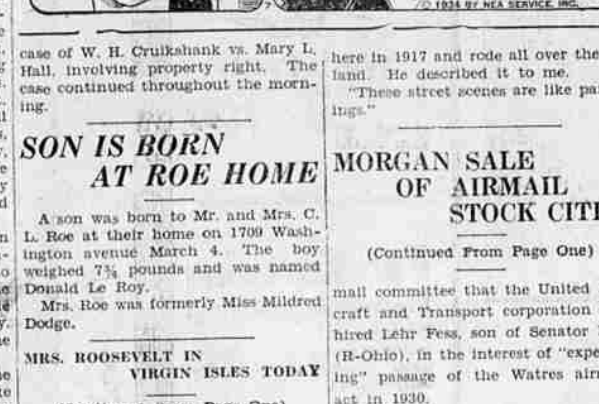 © 1934 BY NEA SERVICE, INC.
case of W. H. Cruikshank vs. Mary L.
Hall, involving property right. The
case continued throughout the morn-
ing.
SON IS BORN
AT ROE HOME
A son was born to Mr. and Mrs. C.
L. Roe at their home on 1709 Wash-
ington avenue March 4. The boy
weighed 7¾ pounds and was named
Donald Le Roy.
Mrs. Roe was formerly Miss Mildred
Dodge.
MRS. ROOSEVELT IN
VIRGIN ISLES TODAY
here in 1917 and rode all over the
land. He described it to me.
"These street scenes are like pa
ings."
MORGAN SALE
OF AIRMAIL
STOCK CITE
(Continued From Page One)
mail committee that the United
craft and Transport corporation
hired Lehr Fess, son of Senator
(R-Ohio), in the interest of "expe
ing" passage of the Watres air
act in 1930.